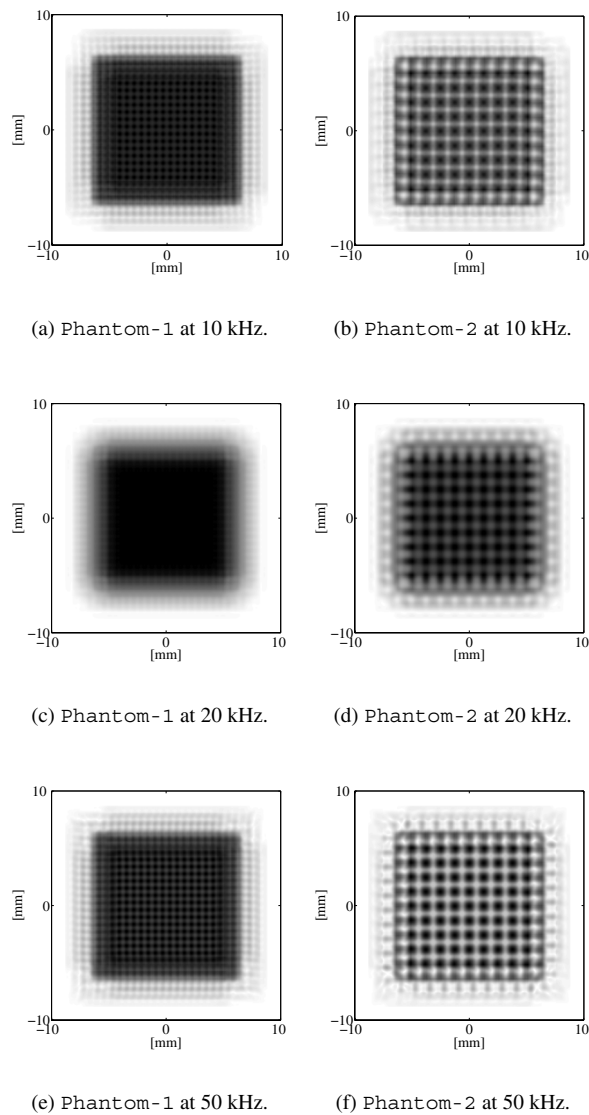 10
10
[mm]
0
[mm]
0
−10
−10
−10
0
10
−10
0
10
[mm]
[mm]
(a) Phantom-1 at 10 kHz.
(b) Phantom-2 at 10 kHz.
10
10
[mm]
0
[mm]
0
−10
−10
−10
0
10
−10
0
10
[mm]
[mm]
(c) Phantom-1 at 20 kHz.
(d) Phantom-2 at 20 kHz.
10
10
[mm]
0
[mm]
0
−10
−10
−10
0
10
−10
0
10
[mm]
[mm]
(e) Phantom-1 at 50 kHz.
(f) Phantom-2 at 50 kHz.